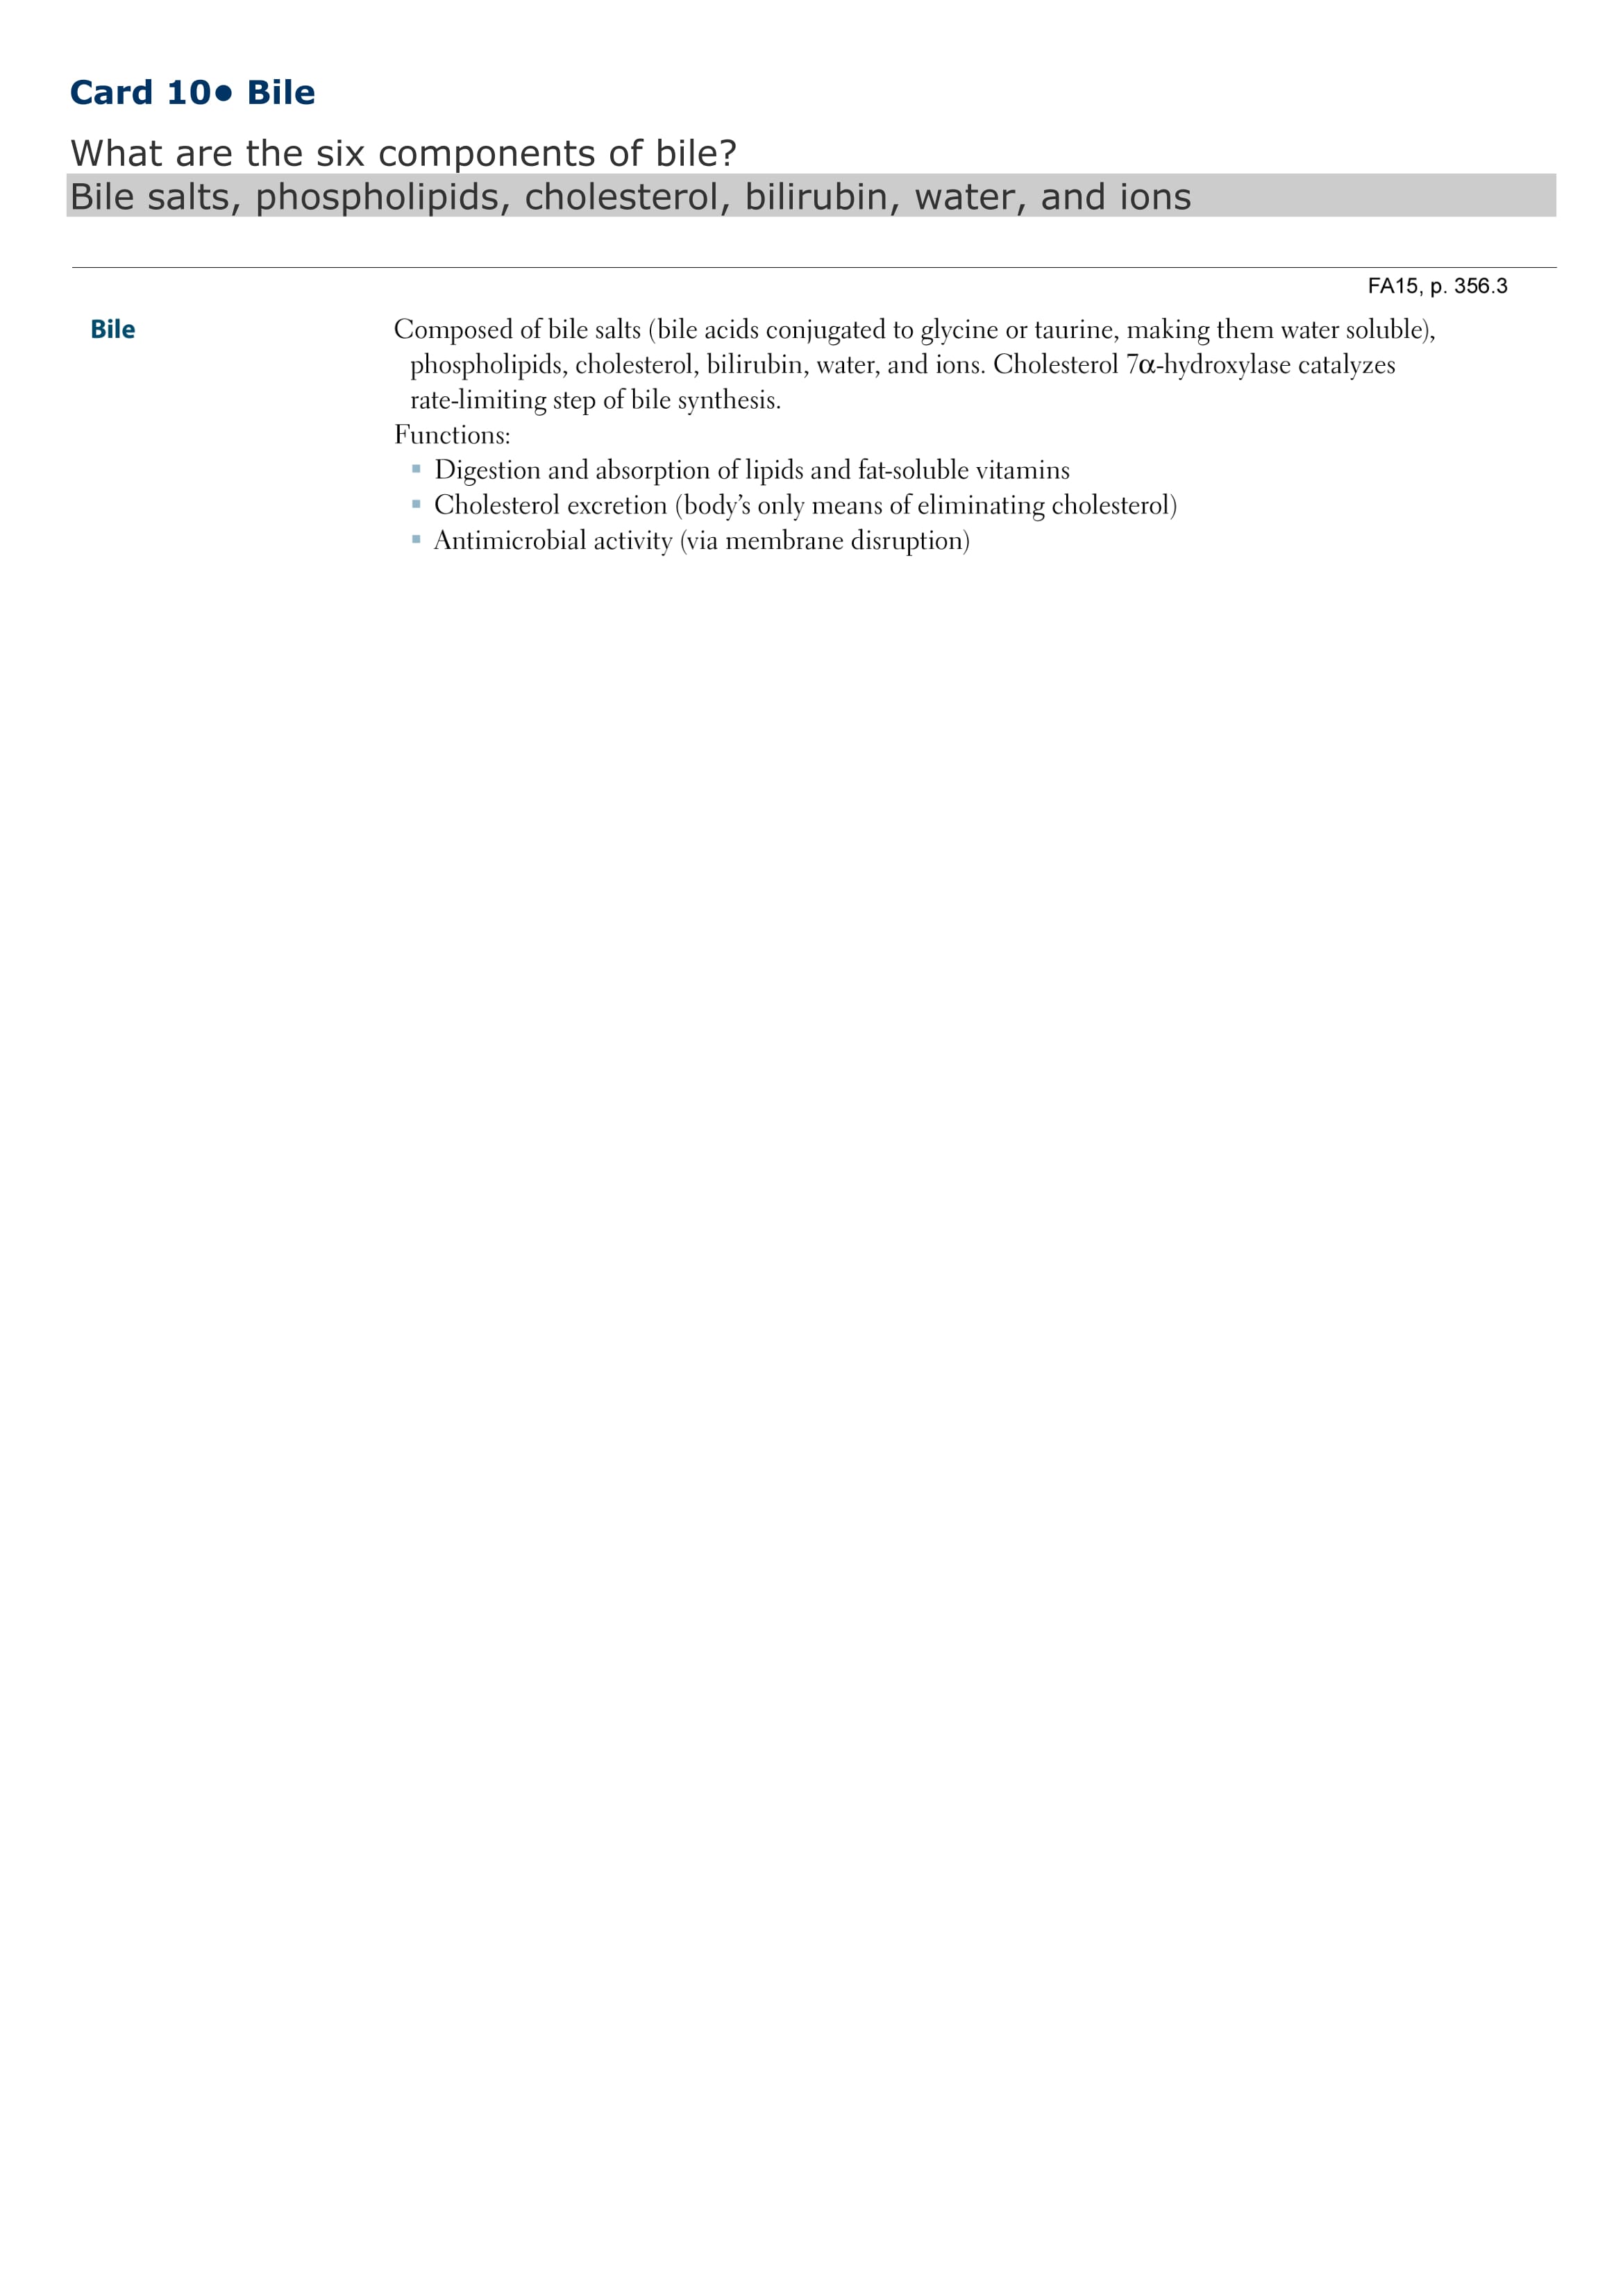 Card 10● Bile
What are the six components of bile?
Bile salts, phospholipids, cholesterol, bilirubin, water, and ions
FA15, p. 356.3
Bile
Composed of bile salts (bile acids conjugated to glycine or taurine, making them water soluble),
phospholipids, cholesterol, bilirubin, water, and ions. Cholesterol 7α-hydroxylase catalyzes
rate-limiting step of bile synthesis.
Functions:
▪ Digestion and absorption of lipids and fat-soluble vitamins
▪ Cholesterol excretion (body’s only means of eliminating cholesterol)
▪ Antimicrobial activity (via membrane disruption)